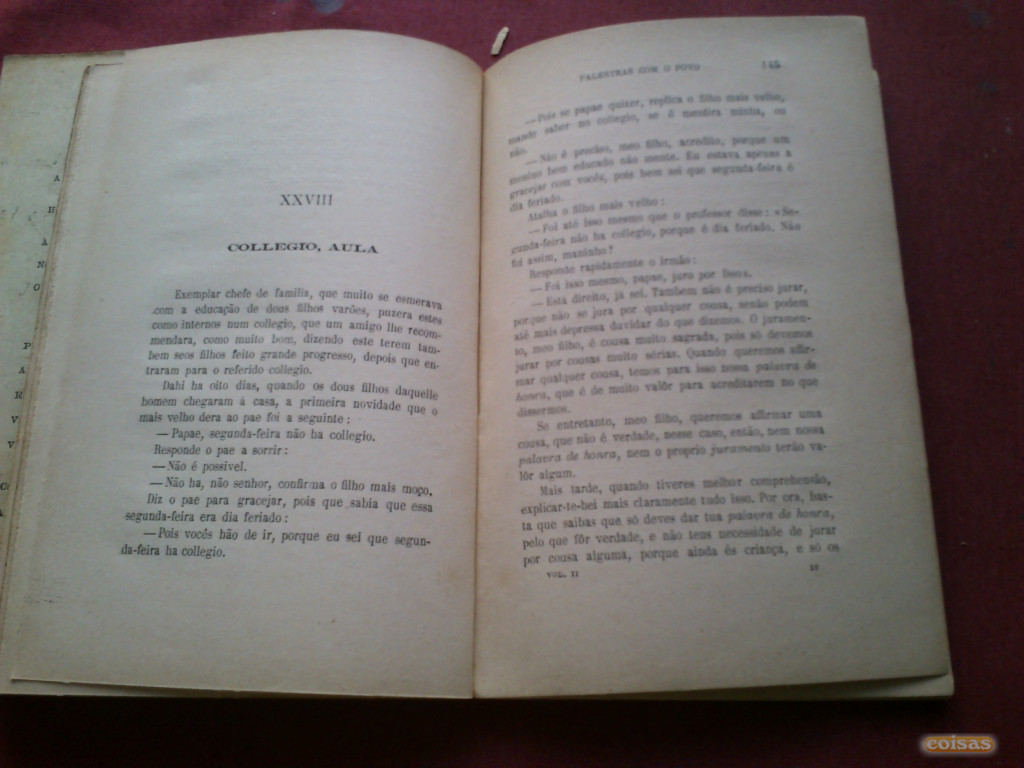 XXVIII
COLLEGIO, AULA
Exemplar chefe de familia, que muito se esmerava
com a educação de dous filhos varões, puzera estes
como internos num collegio, que um amigo lhe recom-
mendara, como muito bom, dizendo este terem tam-
bem seos filhos feito grande progresso, depois que en-
traram para o referido collegio.
Dahi ha oito dias, quando os dous filhos daquelle
homem chegaram á casa, a primeira novidade que o
mais velho dera ao pae foi a seguinte :
—Papae, segunda-feira não ha collegio.
Responde o pae a sorrir :
—Não é possivel.
—Não ha, não senhor, confirma o filho mais moço.
Diz o pae para gracejar, pois que sabia que essa
segunda-feira era dia feriado :
—Pois vocês hão de ir, porque eu sei que segun-
da-feira ha collegio.
PALESTRAS COM O POVO 145
—Pois se papae quizer, replica o filho mais velho,
mande saber no collegio, se é mentira minha, ou
não.
—Não é preciso, meo filho, acredito, porque um
menino bem educado não mente. Eu estava apenas a
gracejar com vocês, pois bem sei que segunda-feira é
dia feriado.
Atalha o filho mais velho :
—Foi até isso mesmo que o professor disse : «Se-
gunda-feira não ha collegio, porque é dia feriado. Não
foi assim, maninho?
Responde rapidamente o irmão :
—Foi isso mesmo, papae, juro por Deos.
—Está direito, já sei. Tambem não é preciso jurar,
porque não se jura por qualquer cousa, senão podem
até mais depressa duvidar do que dizemos. O juramen-
to, meo filho, é cousa muito sagrada, pois só devemos
jurar por cousas muito sérias. Quando queremos affir-
mar qualquer cousa, temos para isso nossa palavra de
honra, que é de muito valôr para acreditarem no que
dissermos.
Se entretanto, meo filho, queremos affirmar uma
cousa, que não é verdade, nesse caso, então, nem nossa
palavra de honra, nem o proprio juramento terão va-
lôr algum.
Mais tarde, quando tiveres melhor comprehensão,
explicar-te-hei mais claramente tudo isso. Por ora, bas-
ta que saibas que só deves dar tua palavra de honra,
pelo que fôr verdade, e não tens necessidade de jurar
por cousa alguma, porque ainda és criança, e só os
VOL. II 10
coisas